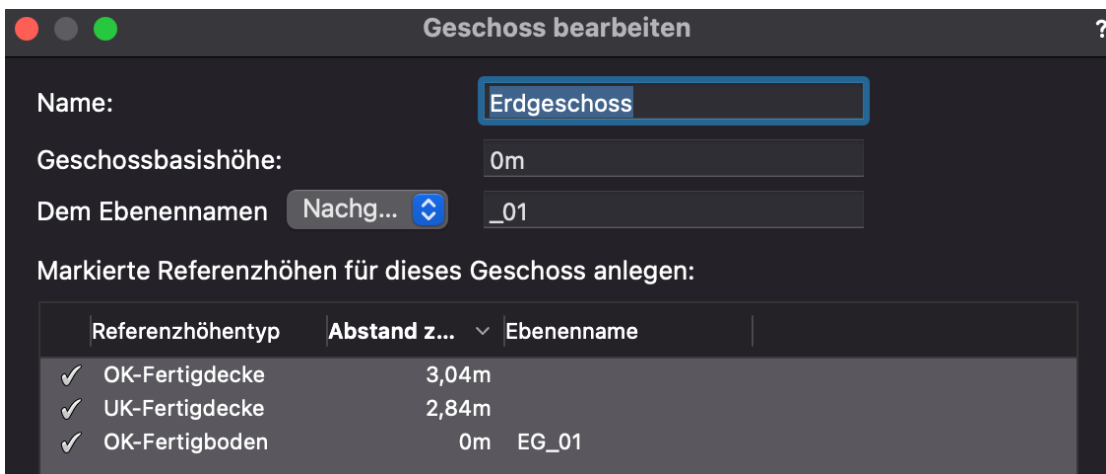 Geschoss bearbeiten ?
Name: Erdgeschoss
Geschossbasishöhe: 0m
Dem Ebenennamen Nachg... _01
Markierte Referenzhöhen für dieses Geschoss anlegen:
Referenzhöhentyp Abstand z... Ebenenname
✓ OK-Fertigdecke 3,04m
✓ UK-Fertigdecke 2,84m
✓ OK-Fertigboden 0m EG_01